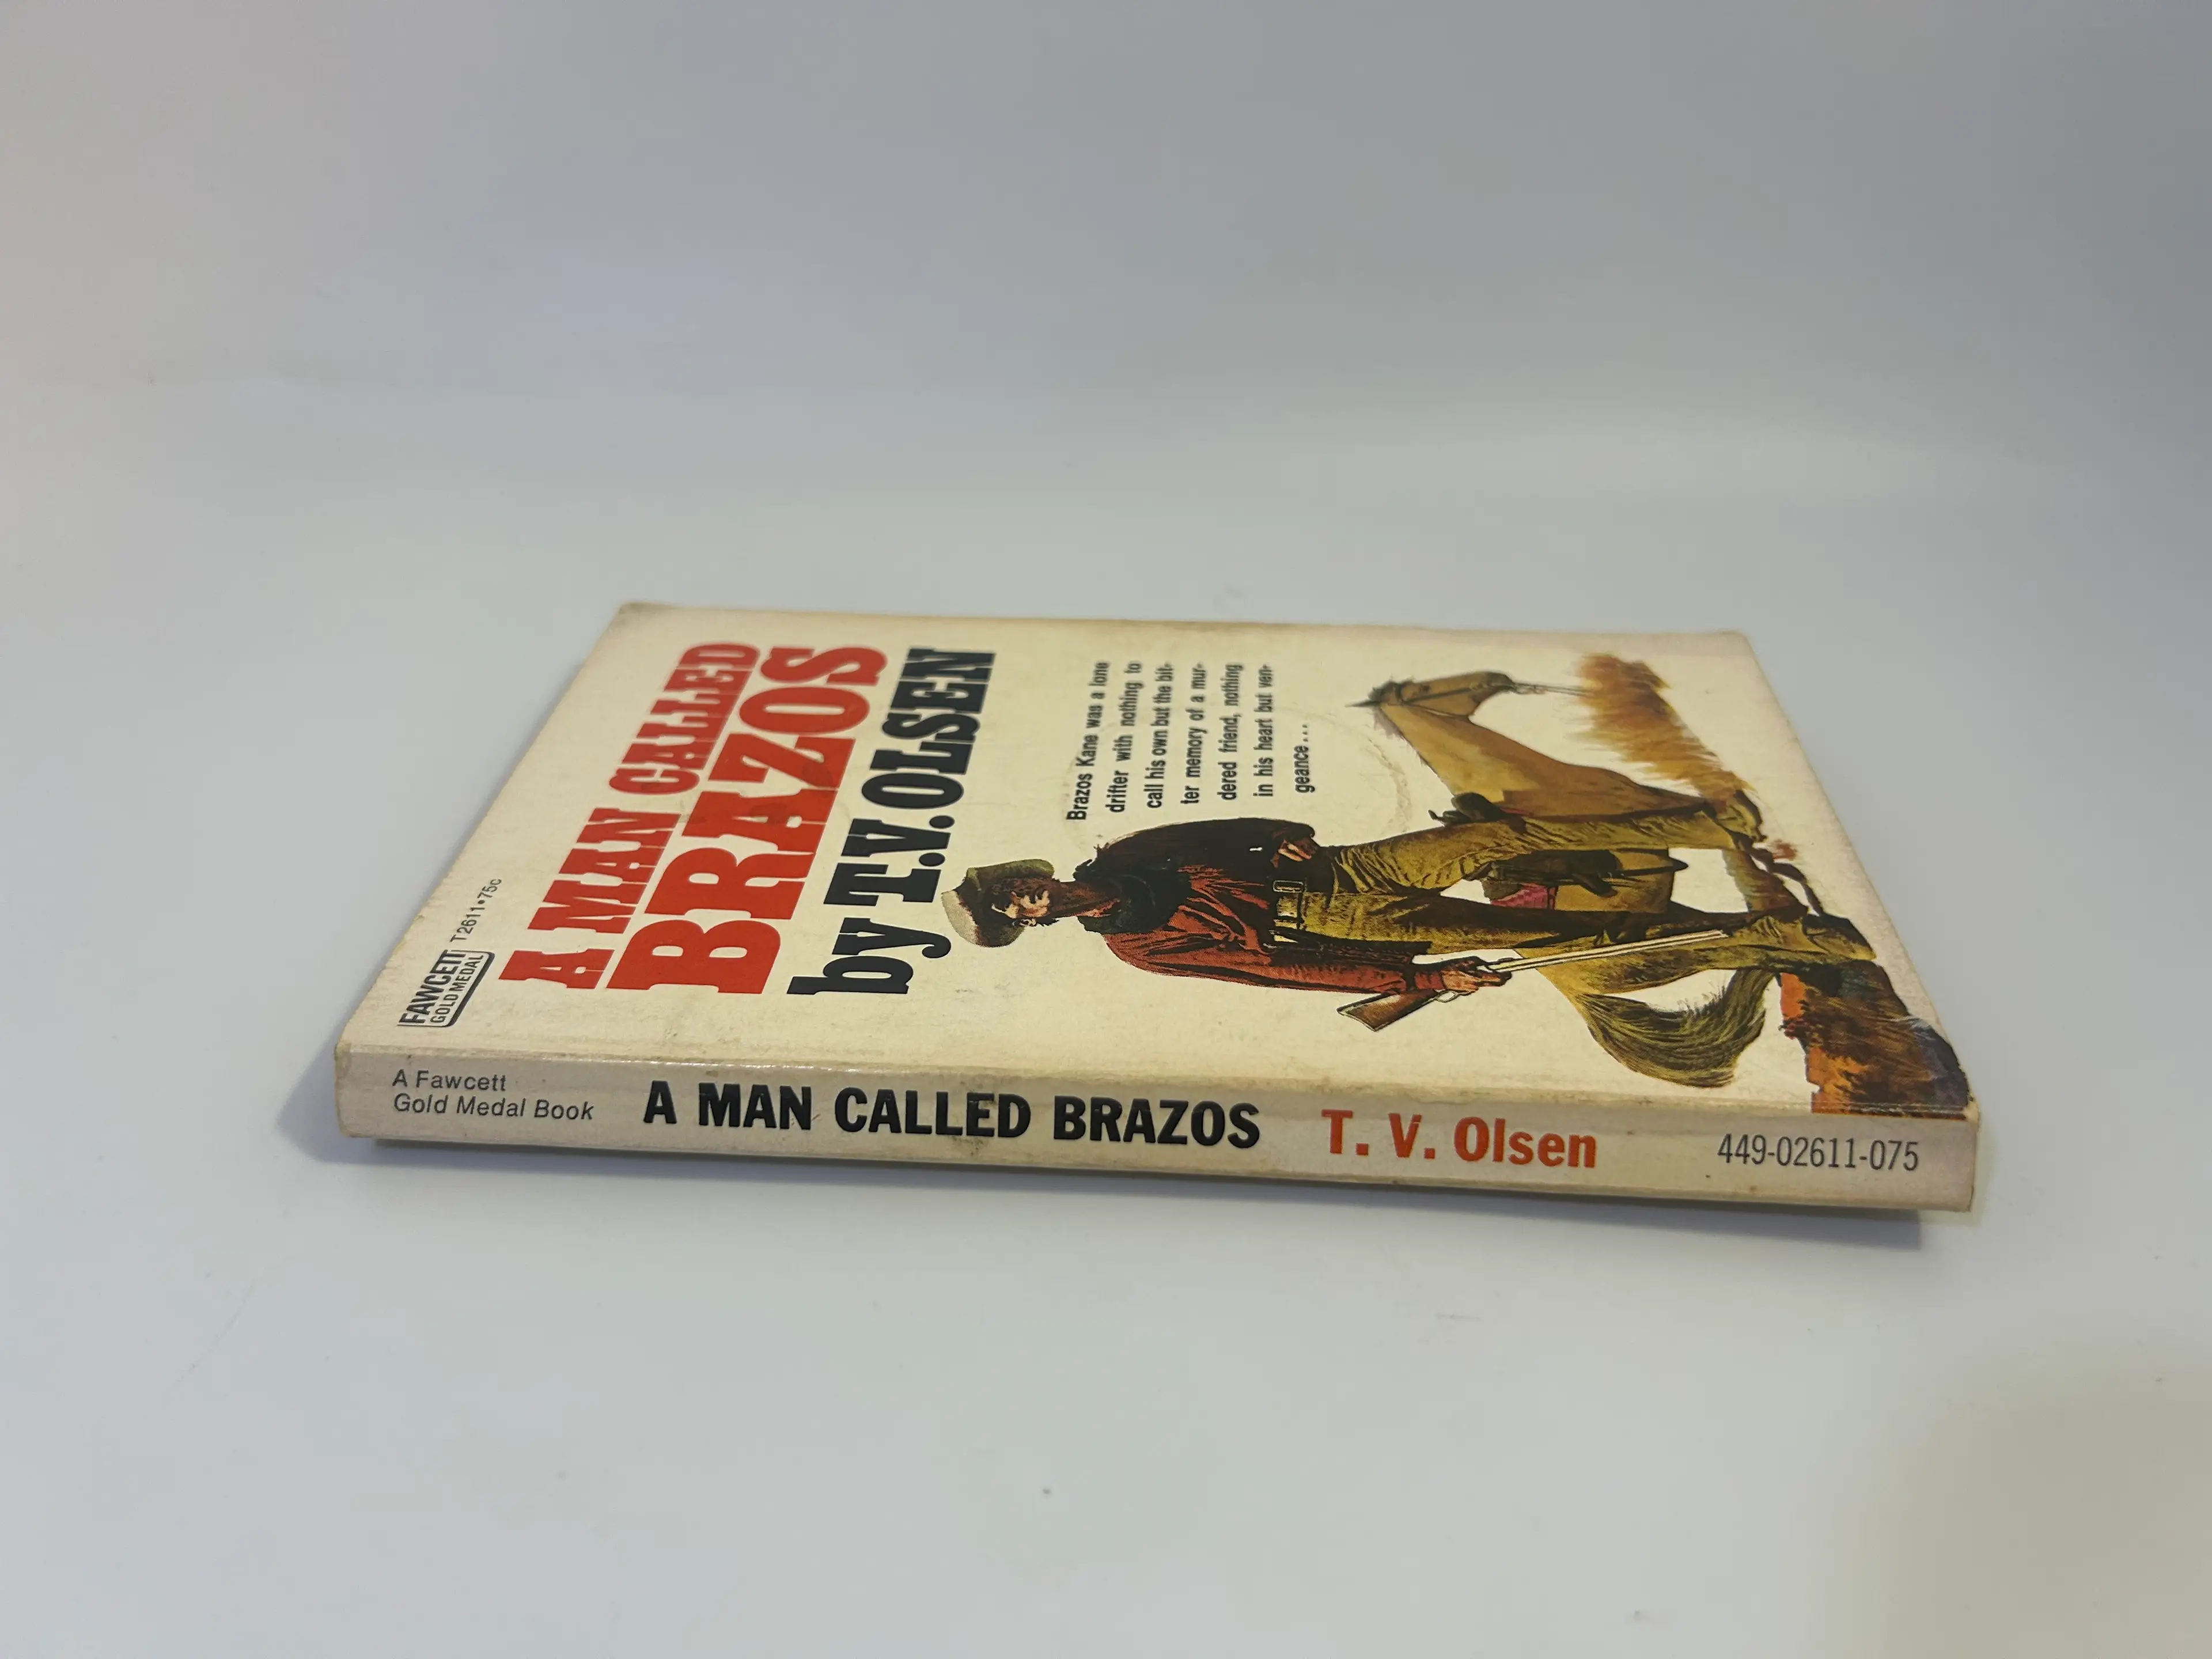 FAWCETT
GOLD MEDAL
T2611•75c
A MAN CALLED
BRAZOS
by T.V. OLSEN
Brazos Kane was a lone
drifter with nothing to
call his own but the bit-
ter memory of a mur-
dered friend, nothing
in his heart but ven-
geance...
A Fawcett
Gold Medal Book
A MAN CALLED BRAZOS
T. V. Olsen
449-02611-075